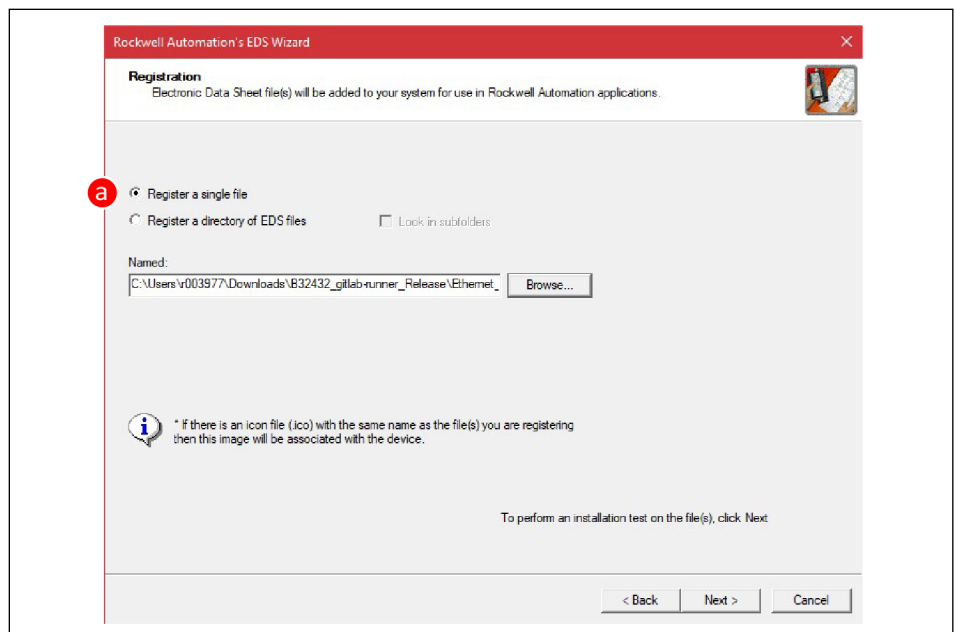 Rockwell Automation's EDS Wizard
Registration
Electronic Data Sheet file(s) will be added to your system for use in Rockwell Automation applications.
a
Register a single file
Register a directory of EDS files Look in subfolders
Named:
C:\Users\r003977\Downloads\B32432_gitlab-runner_Release\Ethernet_ Browse...
* If there is an icon file (.ico) with the same name as the file(s) you are registering
then this image will be associated with the device.
To perform an installation test on the file(s), click Next
< Back Next > Cancel